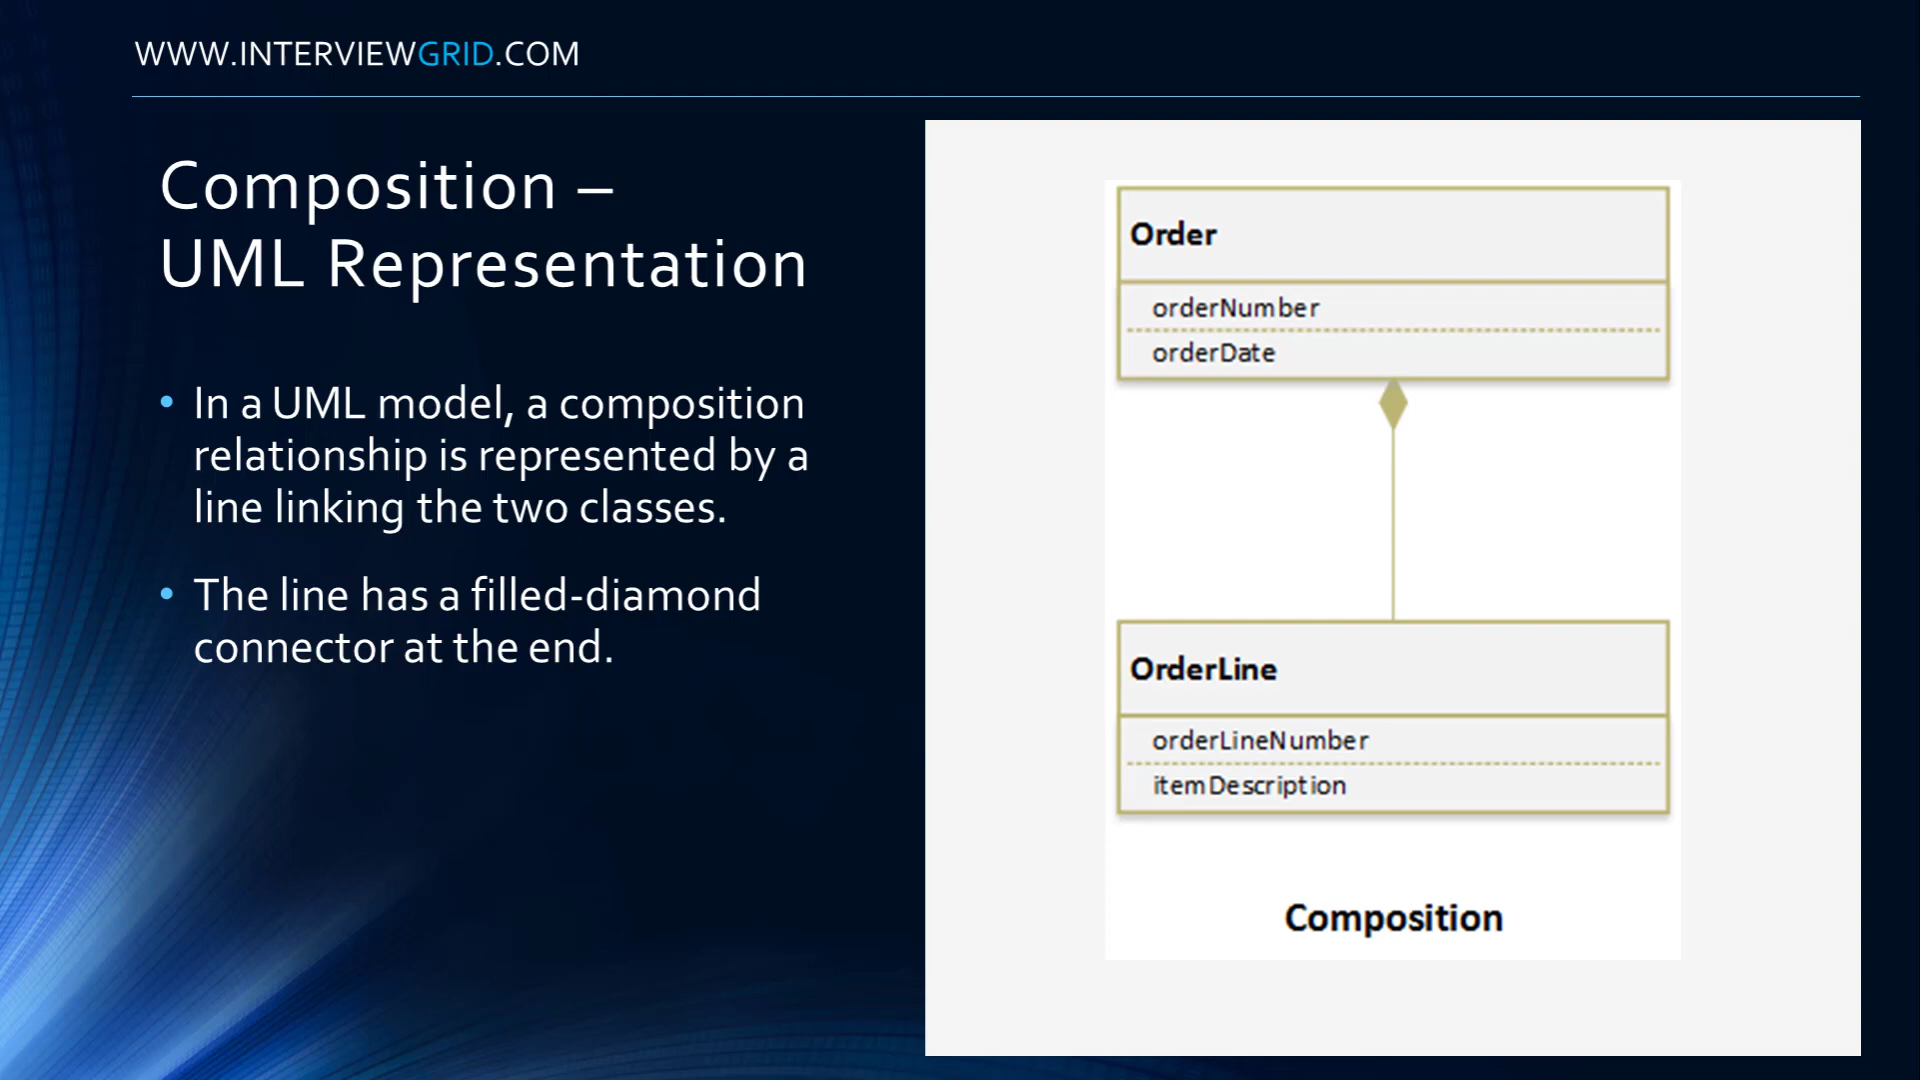 WWW.INTERVIEWGRID.COM
Composition –
UML Representation
• In a UML model, a composition
relationship is represented by a
line linking the two classes.
• The line has a filled-diamond
connector at the end.
Order
orderNumber
orderDate
OrderLine
orderLineNumber
itemDescription
Composition